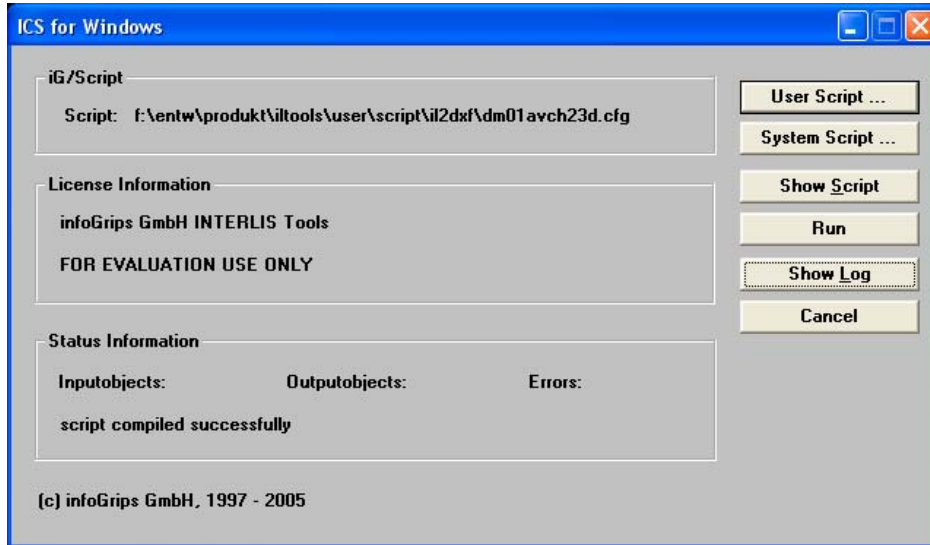 ICS for Windows
iG/Script
Script: f:\entw\produkt\iltools\user\script\il2dxf\dm01avch23d.cfg
License Information
infoGrips GmbH INTERLIS Tools
FOR EVALUATION USE ONLY
Status Information
Inputobjects: Outputobjects: Errors:
script compiled successfully
(c) infoGrips GmbH, 1997 - 2005
User Script ...
System Script ...
Show Script
Run
Show Log
Cancel